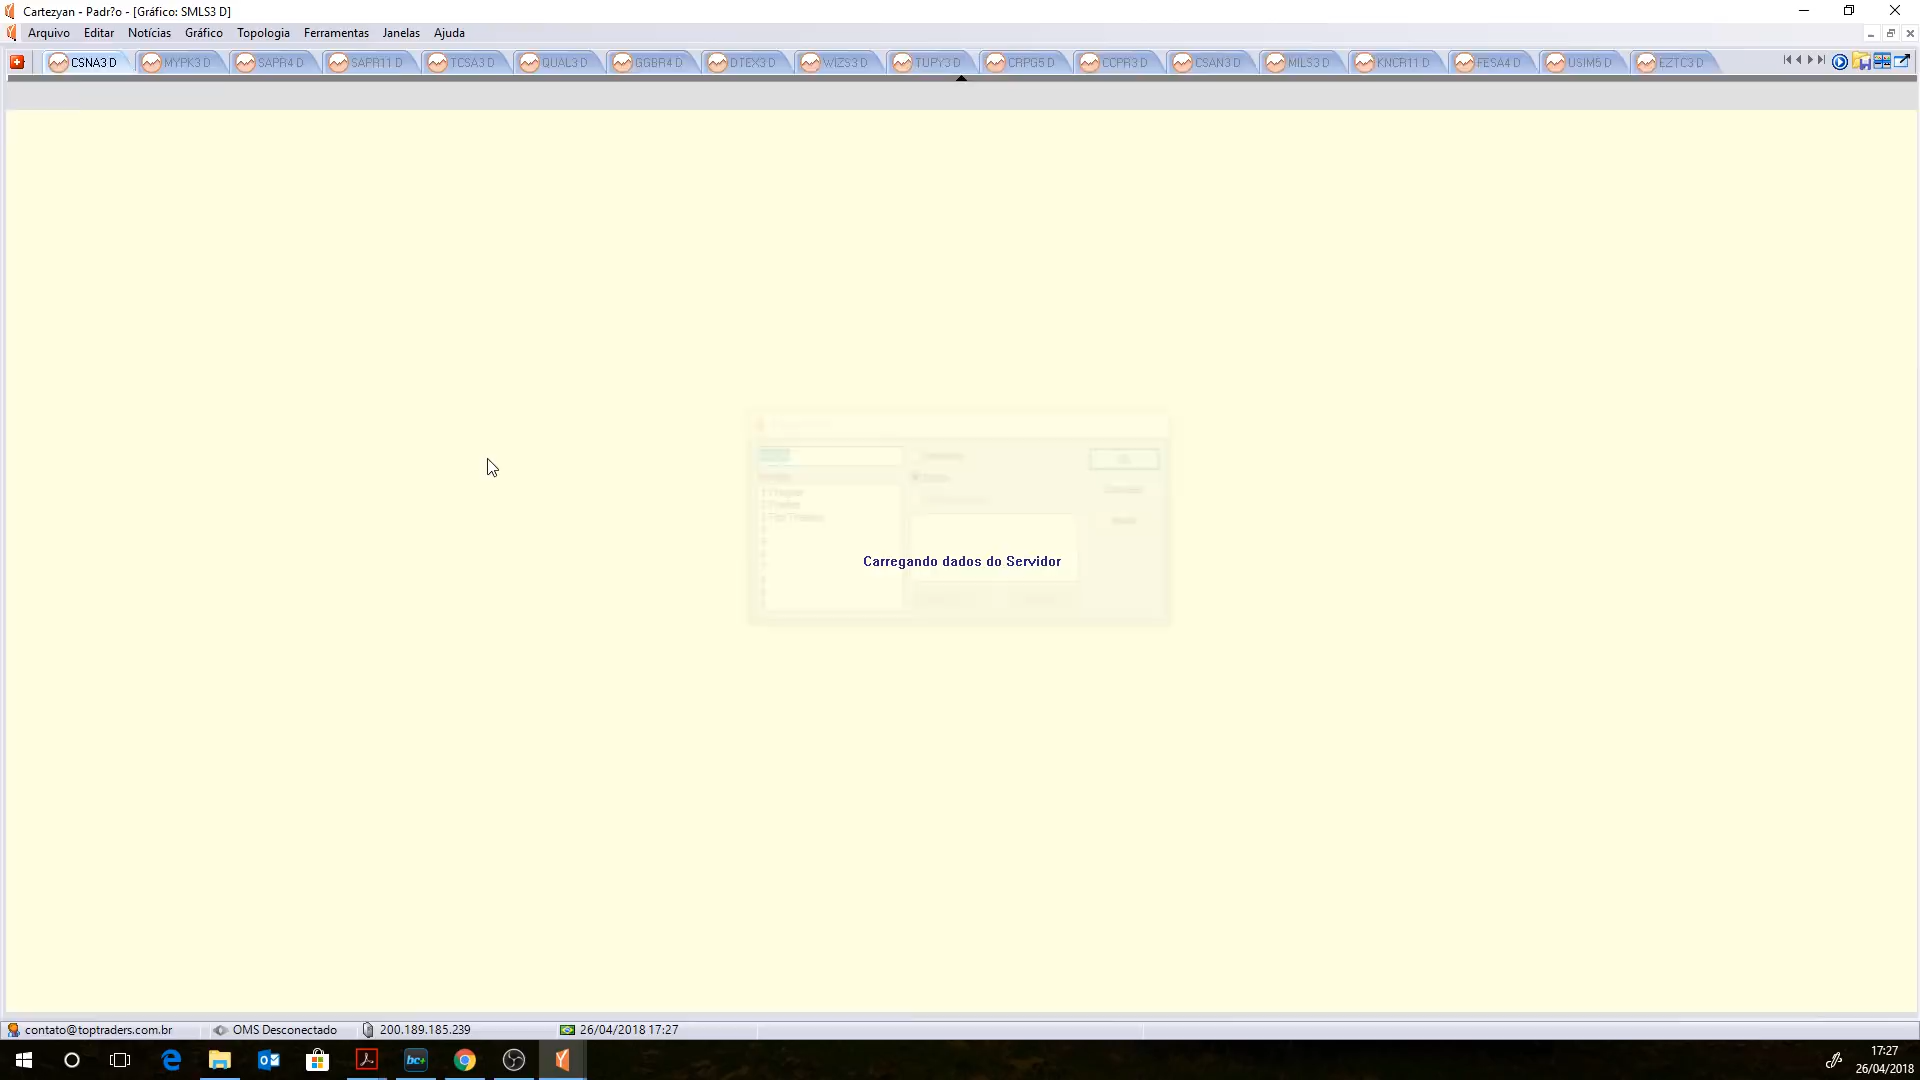 Cartezyan - Padr?o - [Gráfico: SMLS3 D]
Arquivo Editar Notícias Gráfico Topologia Ferramentas Janelas Ajuda
CSNA3 D MYPK3 D SAPR4 D SAPR11 D TCSA3 D QUAL3 D GGBR4 D DTEX3 D WIZS3 D TUPY3 D CRPG5 D CCPR3 D CSAN3 D MILS3 D KNCR11 D FESA4 D USIM5 D EZTC3 D
Carregando dados do Servidor
contato@toptraders.com.br OMS Desconectado 200.189.185.239 26/04/2018 17:27
bc+
17:27
26/04/2018